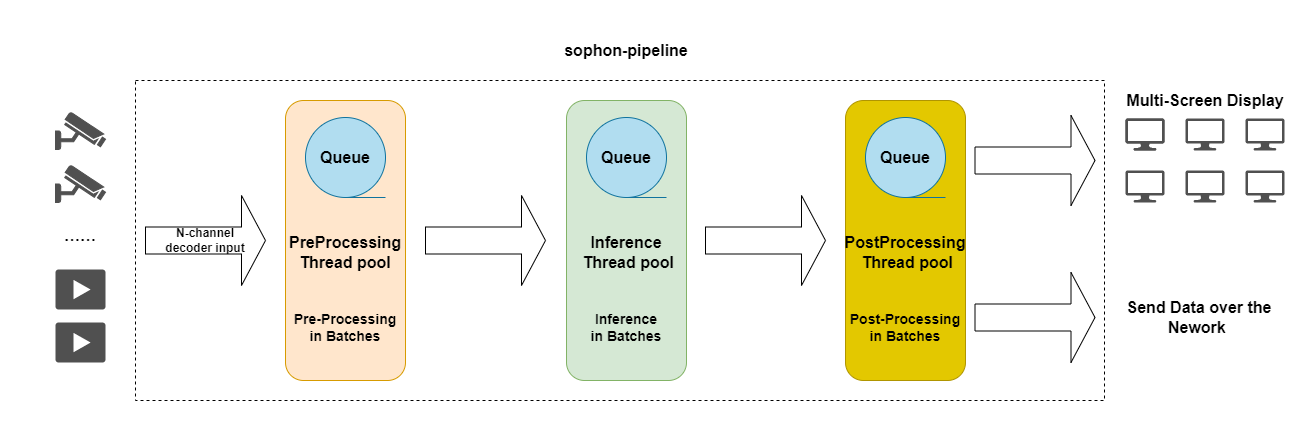 sophon-pipeline
N-channel
decoder input
......
Queue
PreProcessing
Thread pool
Pre-Processing
in Batches
Queue
Inference
Thread pool
Inference
in Batches
Queue
PostProcessing
Thread pool
Post-Processing
in Batches
Multi-Screen Display
Send Data over the
Nework